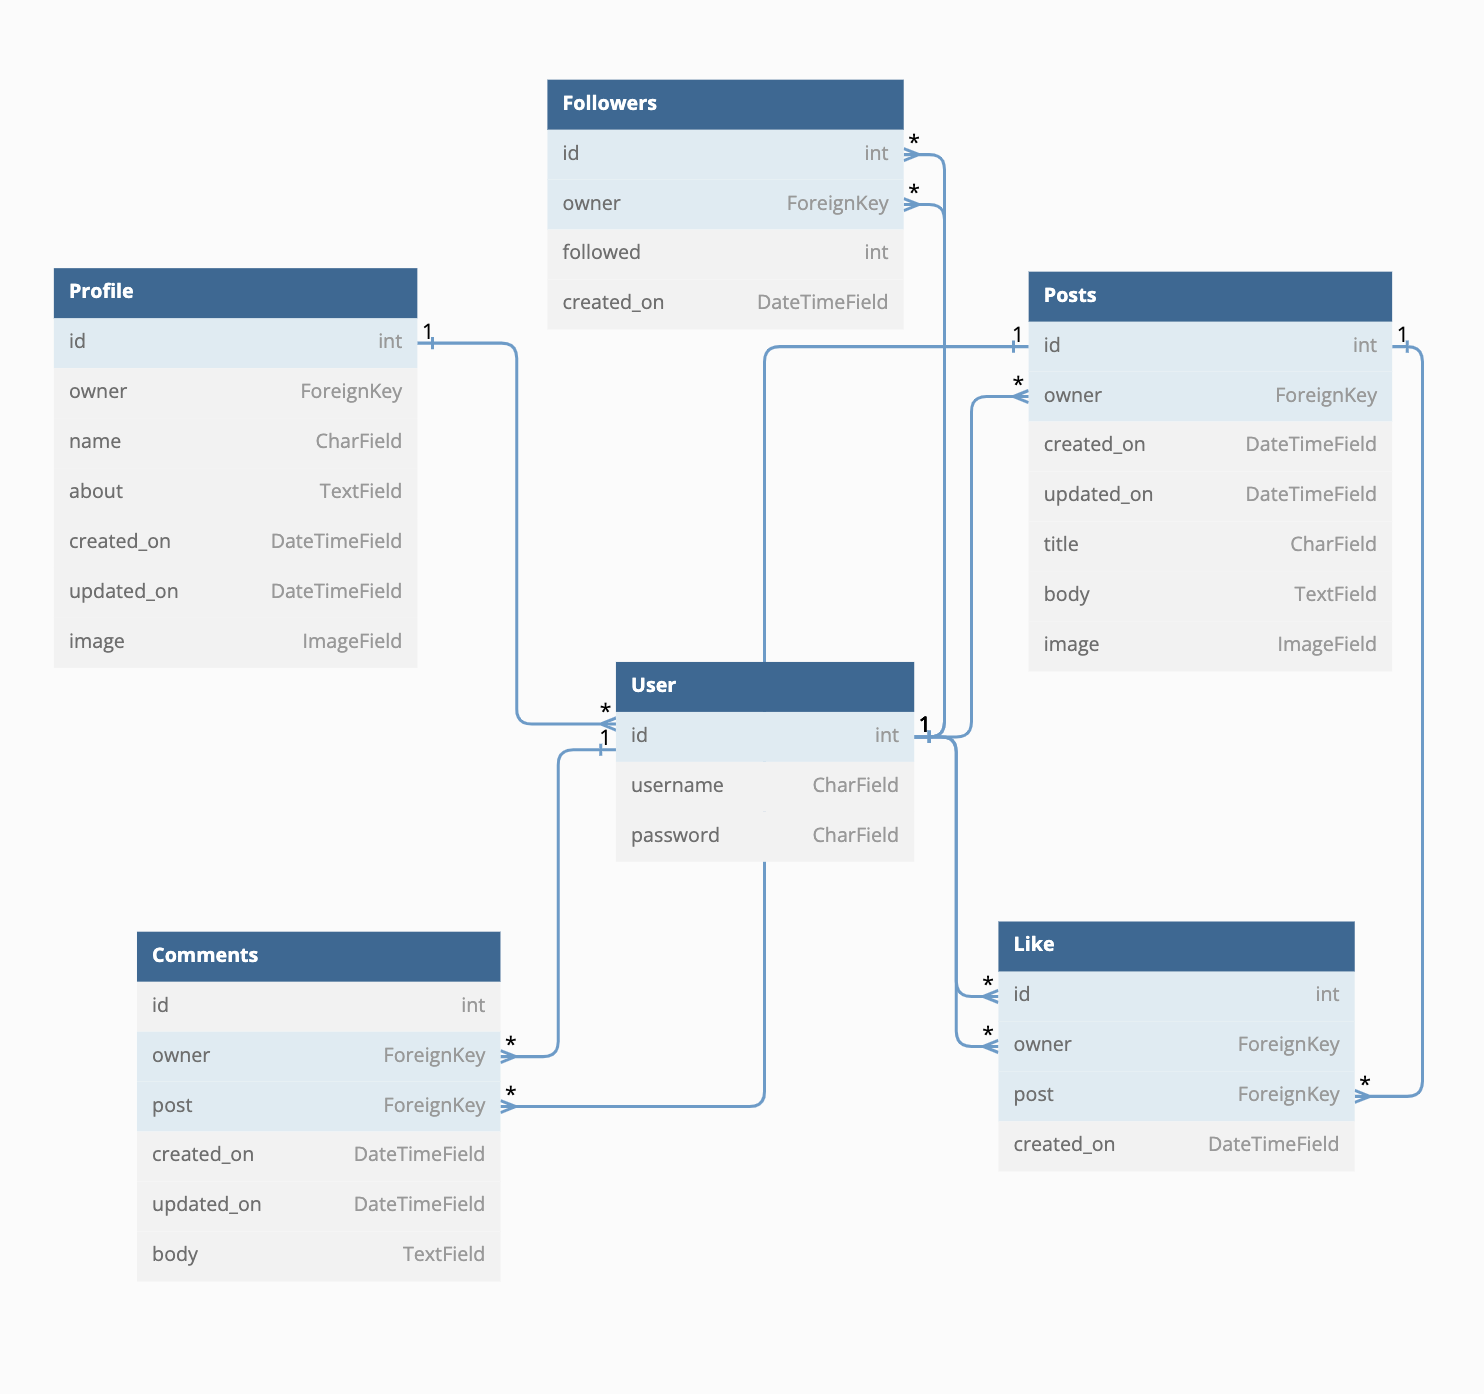 Followers
id int
owner ForeignKey
followed int
created_on DateTimeField
*
*
Profile
id int
owner ForeignKey
name CharField
about TextField
created_on DateTimeField
updated_on DateTimeField
image ImageField
1
Posts
id int
owner ForeignKey
created_on DateTimeField
updated_on DateTimeField
title CharField
body TextField
image ImageField
1
1
*
User
id int
username CharField
password CharField
*
1
1
Comments
id int
owner ForeignKey
post ForeignKey
created_on DateTimeField
updated_on DateTimeField
body TextField
*
*
Like
id int
owner ForeignKey
post ForeignKey
created_on DateTimeField
*
*
*